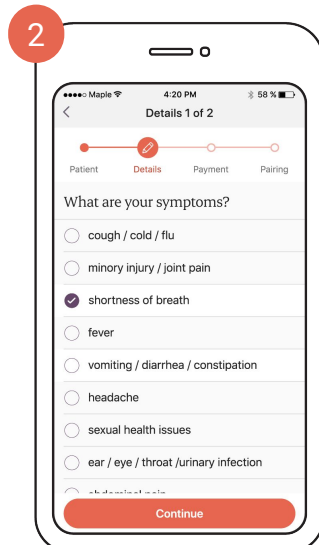 2
Maple 4:20 PM 58 %
Details 1 of 2
Patient Details Payment Pairing
What are your symptoms?
cough / cold / flu
minory injury / joint pain
shortness of breath
fever
vomiting / diarrhea / constipation
headache
sexual health issues
ear / eye / throat /urinary infection
abdominal pain
Continue